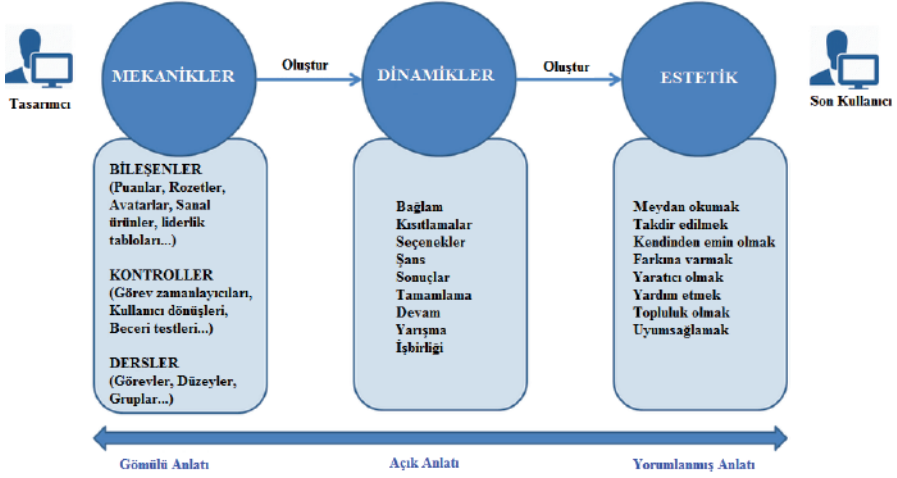 MEKANİKLER
Oluştur
DİNAMİKLER
Oluştur
ESTETİK
Tasarımcı
Son Kullanıcı
BİLEŞENLER
(Puanlar, Rozetler,
Avatarlar, Sanal
ürünler, liderlik
tabloları...)
KONTROLLER
(Görev zamanlayıcıları,
Kullanıcı dönüşleri,
Beceri testleri...)
DERSLER
(Görevler, Düzeyler,
Gruplar...)
Bağlam
Kısıtlamalar
Seçenekler
Şans
Sonuçlar
Tamamlama
Devam
Yarışma
İşbirliği
Meydan okumak
Takdir edilmek
Kendinden emin olmak
Farkına varmak
Yaratıcı olmak
Yardım etmek
Topluluk olmak
Uyumsağlamak
Gömülü Anlatı
Açık Anlatı
Yorumlanmış Anlatı